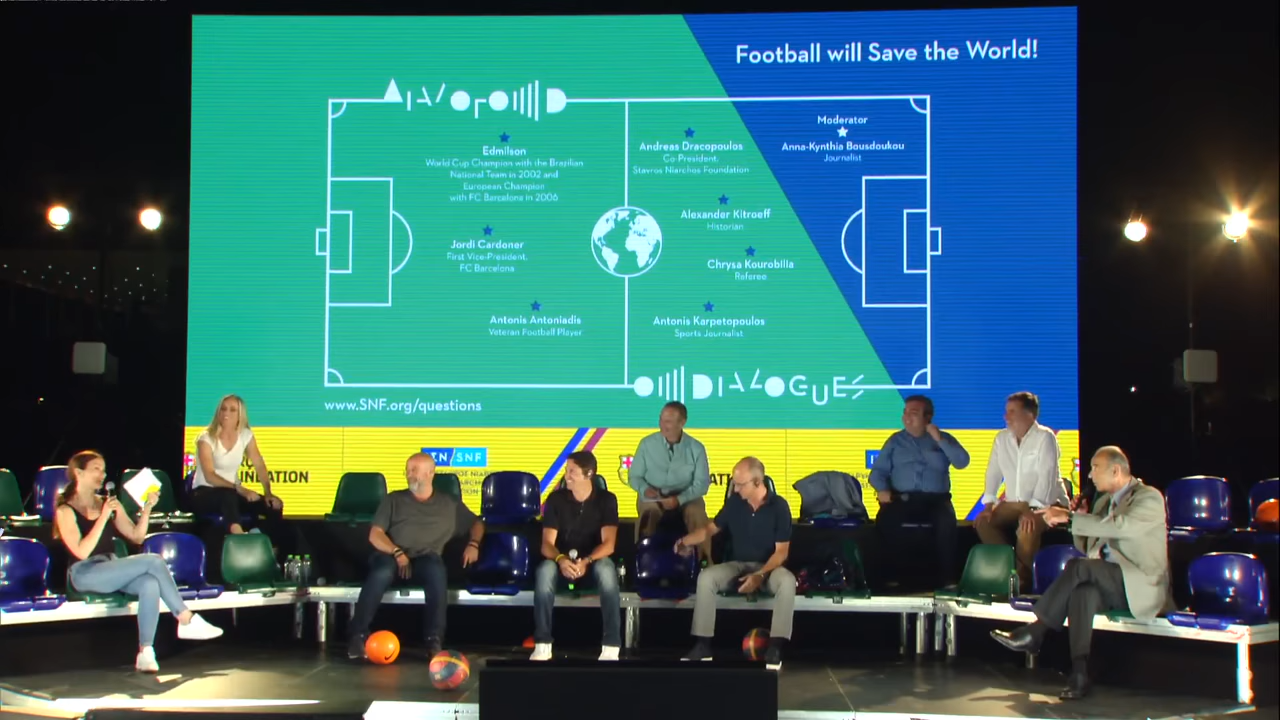 Football will Save the World!
ΔΙΑΛΟΓΟΙ
Edmilson
World Cup Champion with the Brazilian
National Team in 2002 and
European Champion
with FC Barcelona in 2006
Jordi Cardoner
First Vice-President,
FC Barcelona
Antonis Antoniadis
Veteran Football Player
Andreas Dracopoulos
Co-President,
Stavros Niarchos Foundation
Alexander Kitroeff
Historian
Chrysa Kourobilia
Referee
Antonis Karpetopoulos
Sports Journalist
Moderator
Anna-Kynthia Bousdoukou
Journalist
DIALOGUES
www.SNF.org/questions
SNF